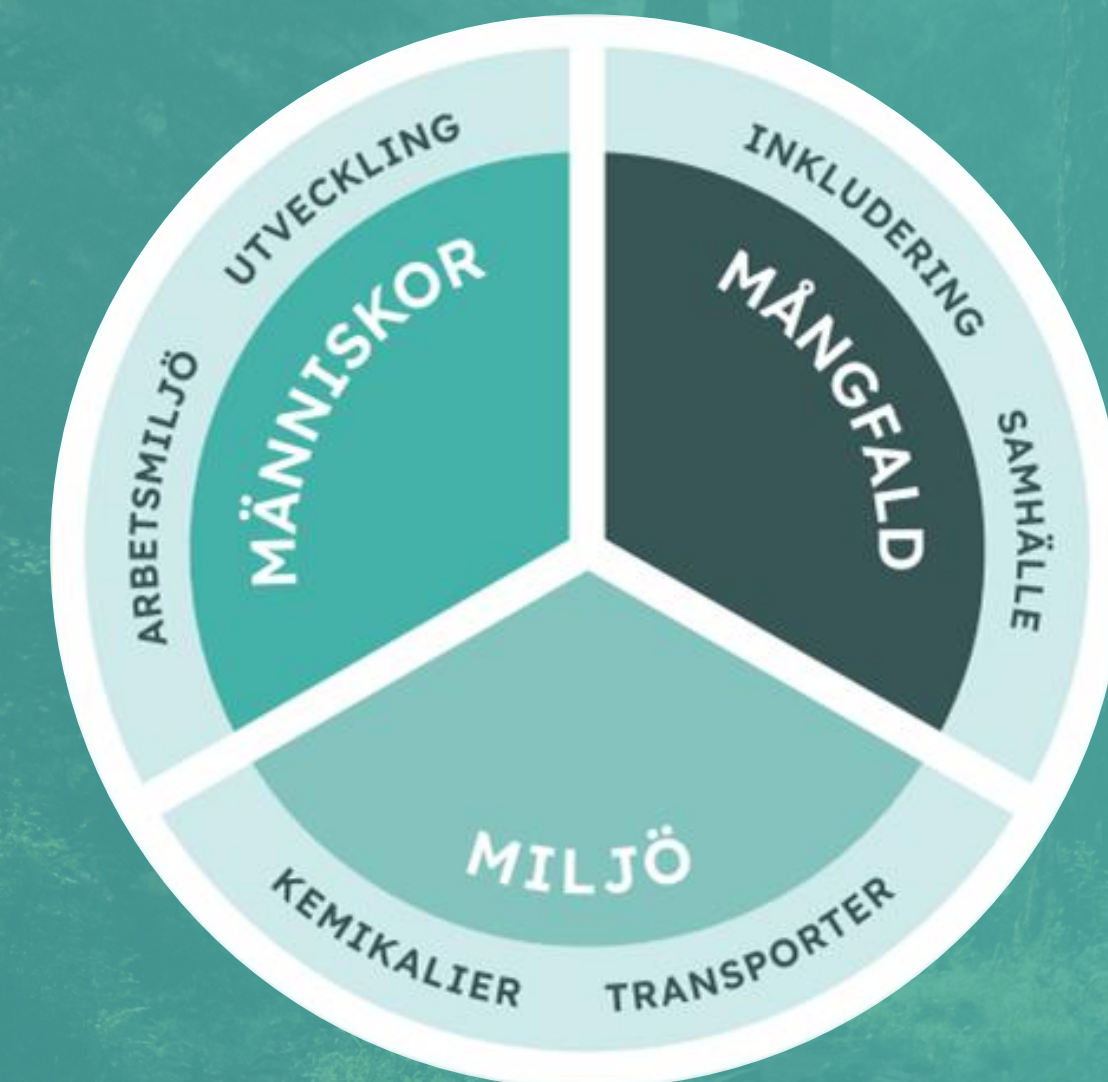 UTVECKLING
ARBETSMILJÖ
MÄNNISKOR
INKLUDERING
SAMHÄLLE
MÅNGFALD
MILJÖ
KEMIKALIER
TRANSPORTER